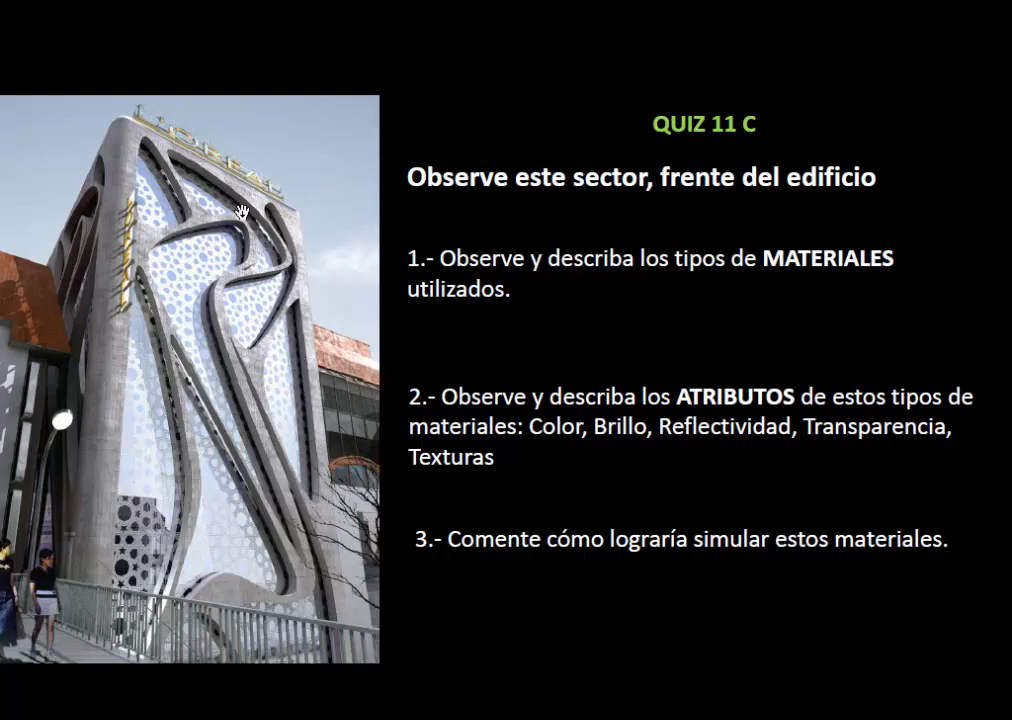 L'OREAL
QUIZ 11 C
Observe este sector, frente del edificio
1.- Observe y describa los tipos de MATERIALES
utilizados.
2.- Observe y describa los ATRIBUTOS de estos tipos de
materiales: Color, Brillo, Reflectividad, Transparencia,
Texturas
3.- Comente cómo lograría simular estos materiales.